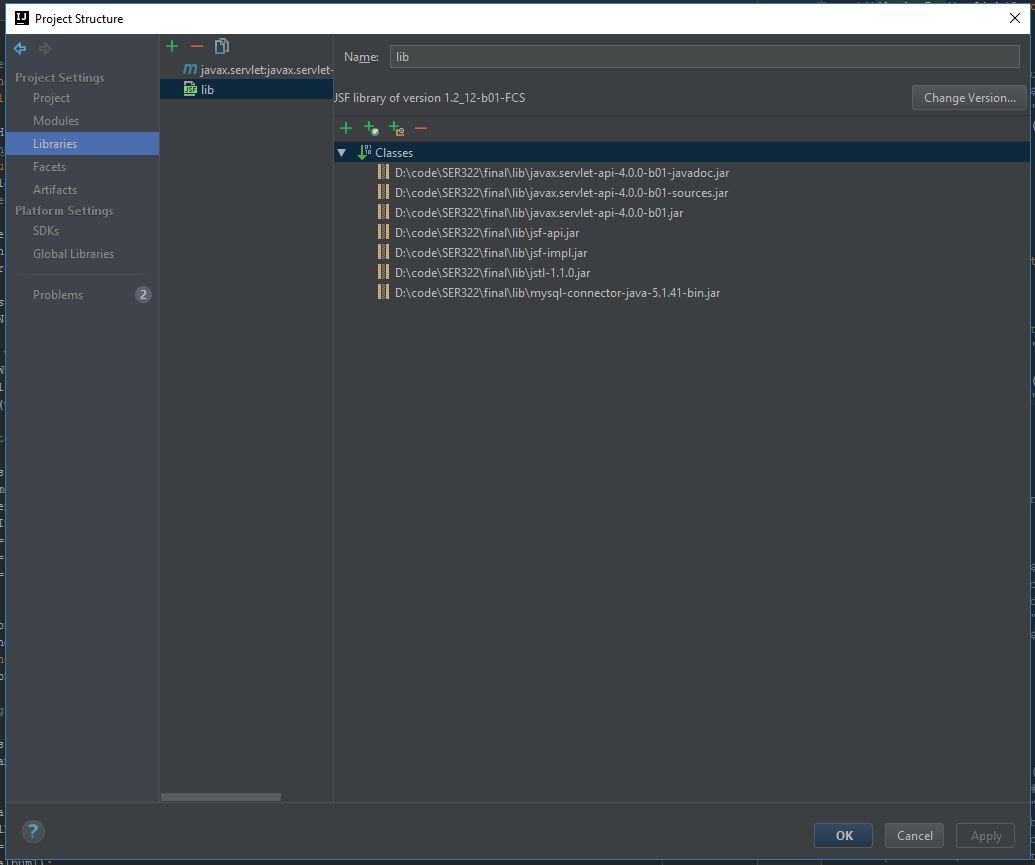 Project Structure
Project Settings
Project
Modules
Libraries
Facets
Artifacts
Platform Settings
SDKs
Global Libraries
Problems 2
javax.servlet:javax.servlet-
lib
Name: lib
JSF library of version 1.2_12-b01-FCS
Change Version...
Classes
D:\code\SER322\final\lib\javax.servlet-api-4.0.0-b01-javadoc.jar
D:\code\SER322\final\lib\javax.servlet-api-4.0.0-b01-sources.jar
D:\code\SER322\final\lib\javax.servlet-api-4.0.0-b01.jar
D:\code\SER322\final\lib\jsf-api.jar
D:\code\SER322\final\lib\jsf-impl.jar
D:\code\SER322\final\lib\jstl-1.1.0.jar
D:\code\SER322\final\lib\mysql-connector-java-5.1.41-bin.jar
?
OK
Cancel
Apply